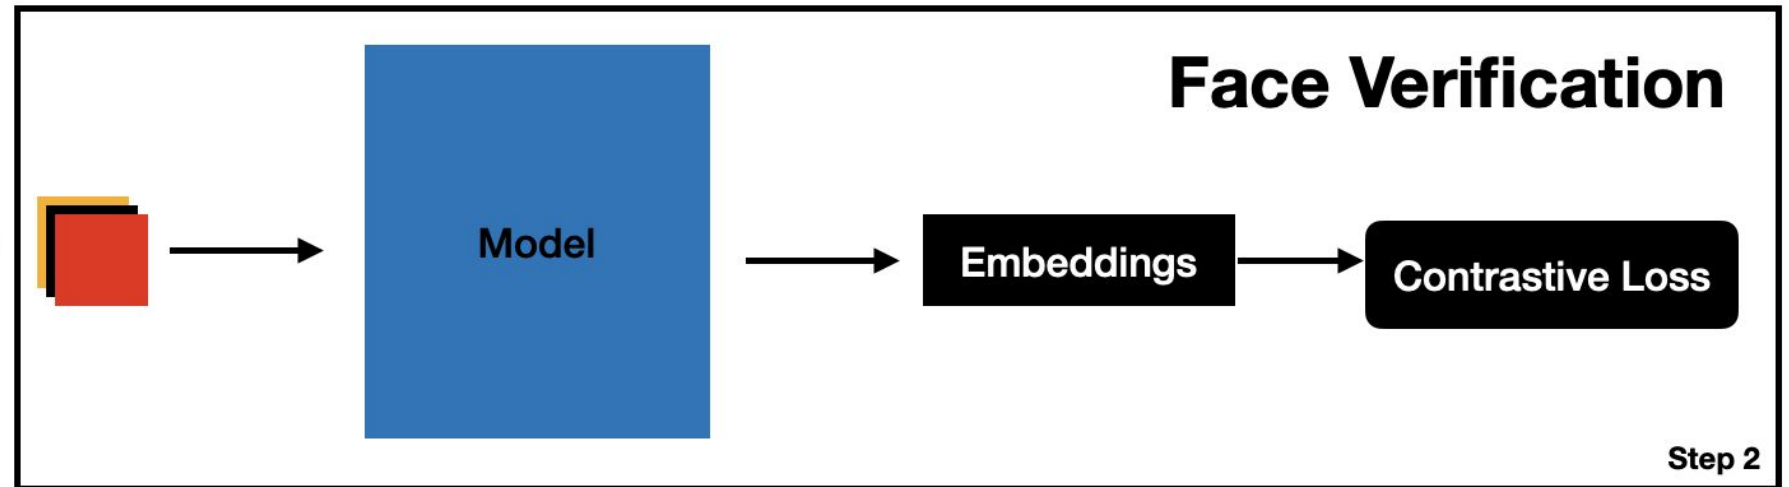 Face Verification
Model
Embeddings
Contrastive Loss
Step 2